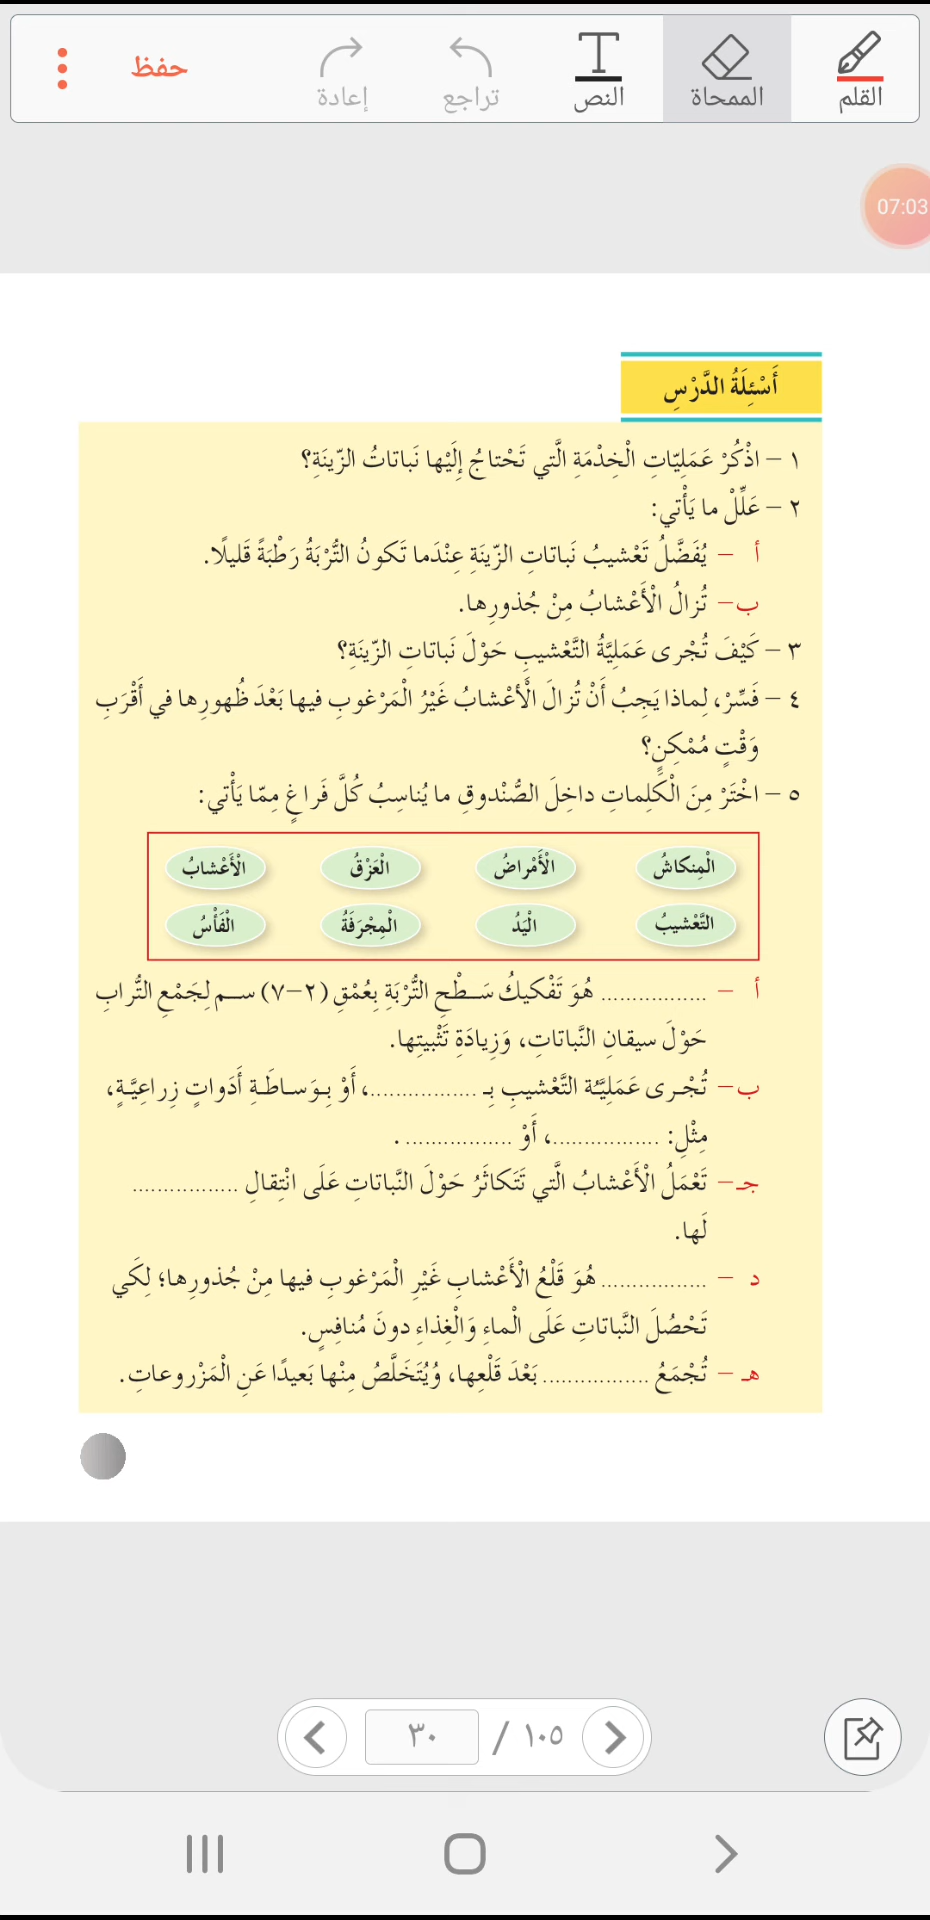 القلم
الممحاة
النص
تراجع
إعادة
حفظ
07:03
أَسْئِلَةُ الدَّرْسِ
١ – اذْكُرْ عَمَلِيّاتِ الْخِدْمَةِ الَّتي تَحْتاجُ إِلَيْها نَباتاتُ الزّينَةِ؟
٢ – عَلِّلْ ما يَأْتي:
أ – يُفَضَّلُ تَعْشيبُ نَباتاتِ الزّينَةِ عِنْدَما تَكونُ التُّرْبَةُ رَطْبَةً قَليلًا.
ب – تُزالُ الْأَعْشابُ مِنْ جُذورِها.
٣ – كَيْفَ تُجْرى عَمَلِيَّةُ التَّعْشيبِ حَوْلَ نَباتاتِ الزّينَةِ؟
٤ – فَسِّرْ، لِماذا يَجِبُ أَنْ تُزالَ الْأَعْشابُ غَيْرُ الْمَرْغوبِ فيها بَعْدَ ظُهورِها في أَقْرَبِ
وَقْتٍ مُمْكِنٍ؟
٥ – اخْتَرْ مِنَ الْكَلِماتِ داخِلَ الصُّنْدوقِ ما يُناسِبُ كُلَّ فَراغٍ مِمّا يَأْتي:
الْمِنكاشُ الْأَمْراضُ الْعَزْقُ الْأَعْشابُ
التَّعْشيبُ الْيَدُ الْمِجْرَفَةُ الْفَأْسُ
أ – ................. هُوَ تَفْكيكُ سَطْحِ التُّرْبَةِ بِعُمْقِ (٢–٧) سم لِجَمْعِ التُّرابِ
حَوْلَ سيقانِ النَّباتاتِ، وَزِيادَةِ تَثْبيتِها.
ب – تُجْرى عَمَلِيَّةُ التَّعْشيبِ بِـ .................، أَوْ بِوَساطَةِ أَدَواتٍ زِراعِيَّةٍ،
مِثْلِ: .................، أَوْ ................. .
جـ – تَعْمَلُ الْأَعْشابُ الَّتي تَتَكاثَرُ حَوْلَ النَّباتاتِ عَلَى انْتِقالِ .................
لَها.
د – ................. هُوَ قَلْعُ الْأَعْشابِ غَيْرِ الْمَرْغوبِ فيها مِنْ جُذورِها؛ لِكَي
تَحْصُلَ النَّباتاتِ عَلَى الْماءِ وَالْغِذاءِ دونَ مُنافِسٍ.
هـ – تُجْمَعُ ................. بَعْدَ قَلْعِها، وَيُتَخَلَّصُ مِنْها بَعيدًا عَنِ الْمَزْروعاتِ.
١٠٥ / ٣٠